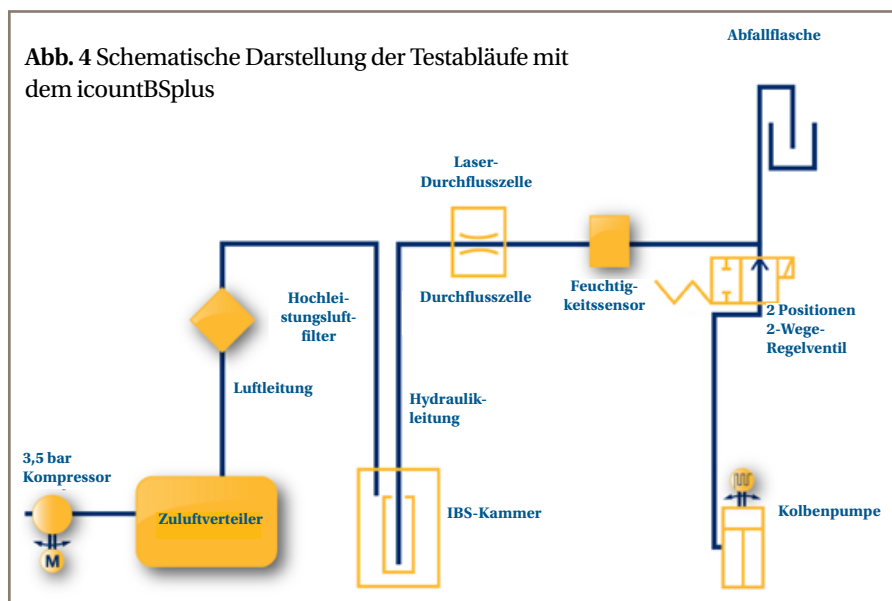 Abb. 4 Schematische Darstellung der Testabläufe mit
dem icountBSplus
Abfallflasche
Laser-
Durchflusszelle
Durchflusszelle
Feuchtig-
keitssensor
2 Positionen
2-Wege-
Regelventil
Hochlei-
stungsluft-
filter
Luftleitung
Hydraulik-
leitung
3,5 bar
Kompressor
M
Zuluftverteiler
IBS-Kammer
Kolbenpumpe